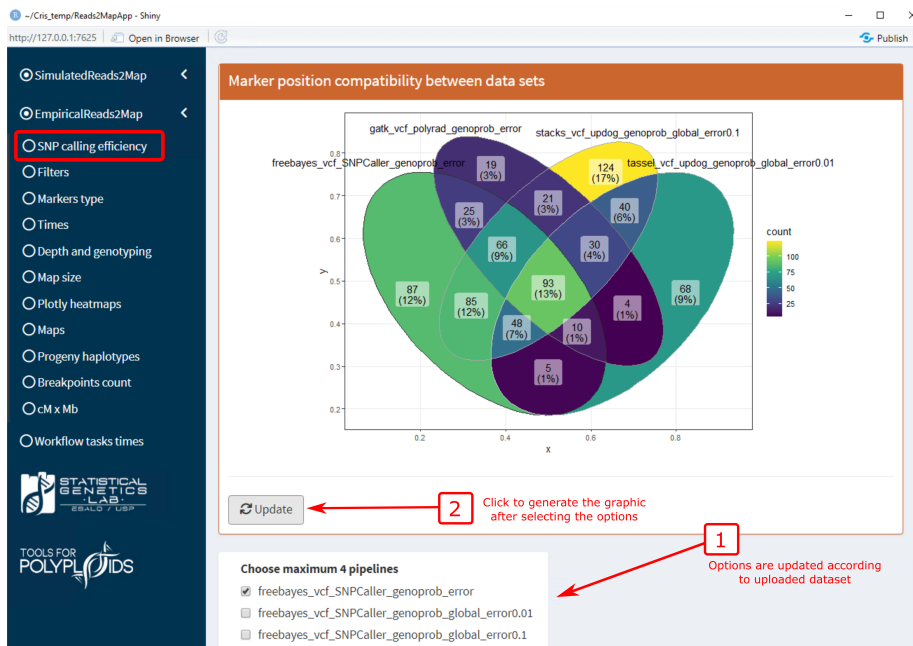 ~/Cris_temp/Reads2MapApp - Shiny
http://127.0.0.1:7625 Open in Browser Publish
SimulatedReads2Map
EmpiricalReads2Map
SNP calling efficiency
Filters
Markers type
Times
Depth and genotyping
Map size
Plotly heatmaps
Maps
Progeny haplotypes
Breakpoints count
cM x Mb
Workflow tasks times
STATISTICAL
GENETICS
·LAB·
ESALQ / USP
TOOLS FOR
POLYPLOIDS
Marker position compatibility between data sets
gatk_vcf_polyrad_genoprob_error
stacks_vcf_updog_genoprob_global_error0.1
freebayes_vcf_SNPCaller_genoprob_error
tassel_vcf_updog_genoprob_global_error0.01
19
(3%)
124
(17%)
25
(3%)
21
(3%)
40
(6%)
66
(9%)
30
(4%)
87
(12%)
85
(12%)
93
(13%)
4
(1%)
68
(9%)
48
(7%)
10
(1%)
5
(1%)
0.8
0.7
0.6
0.5
0.4
0.3
0.2
y
0.2 0.4 0.6 0.8
x
count
100
75
50
25
Update
2
Click to generate the graphic
after selecting the options
1
Options are updated according
to uploaded dataset
Choose maximum 4 pipelines
freebayes_vcf_SNPCaller_genoprob_error
freebayes_vcf_SNPCaller_genoprob_global_error0.01
freebayes_vcf_SNPCaller_genoprob_global_error0.1